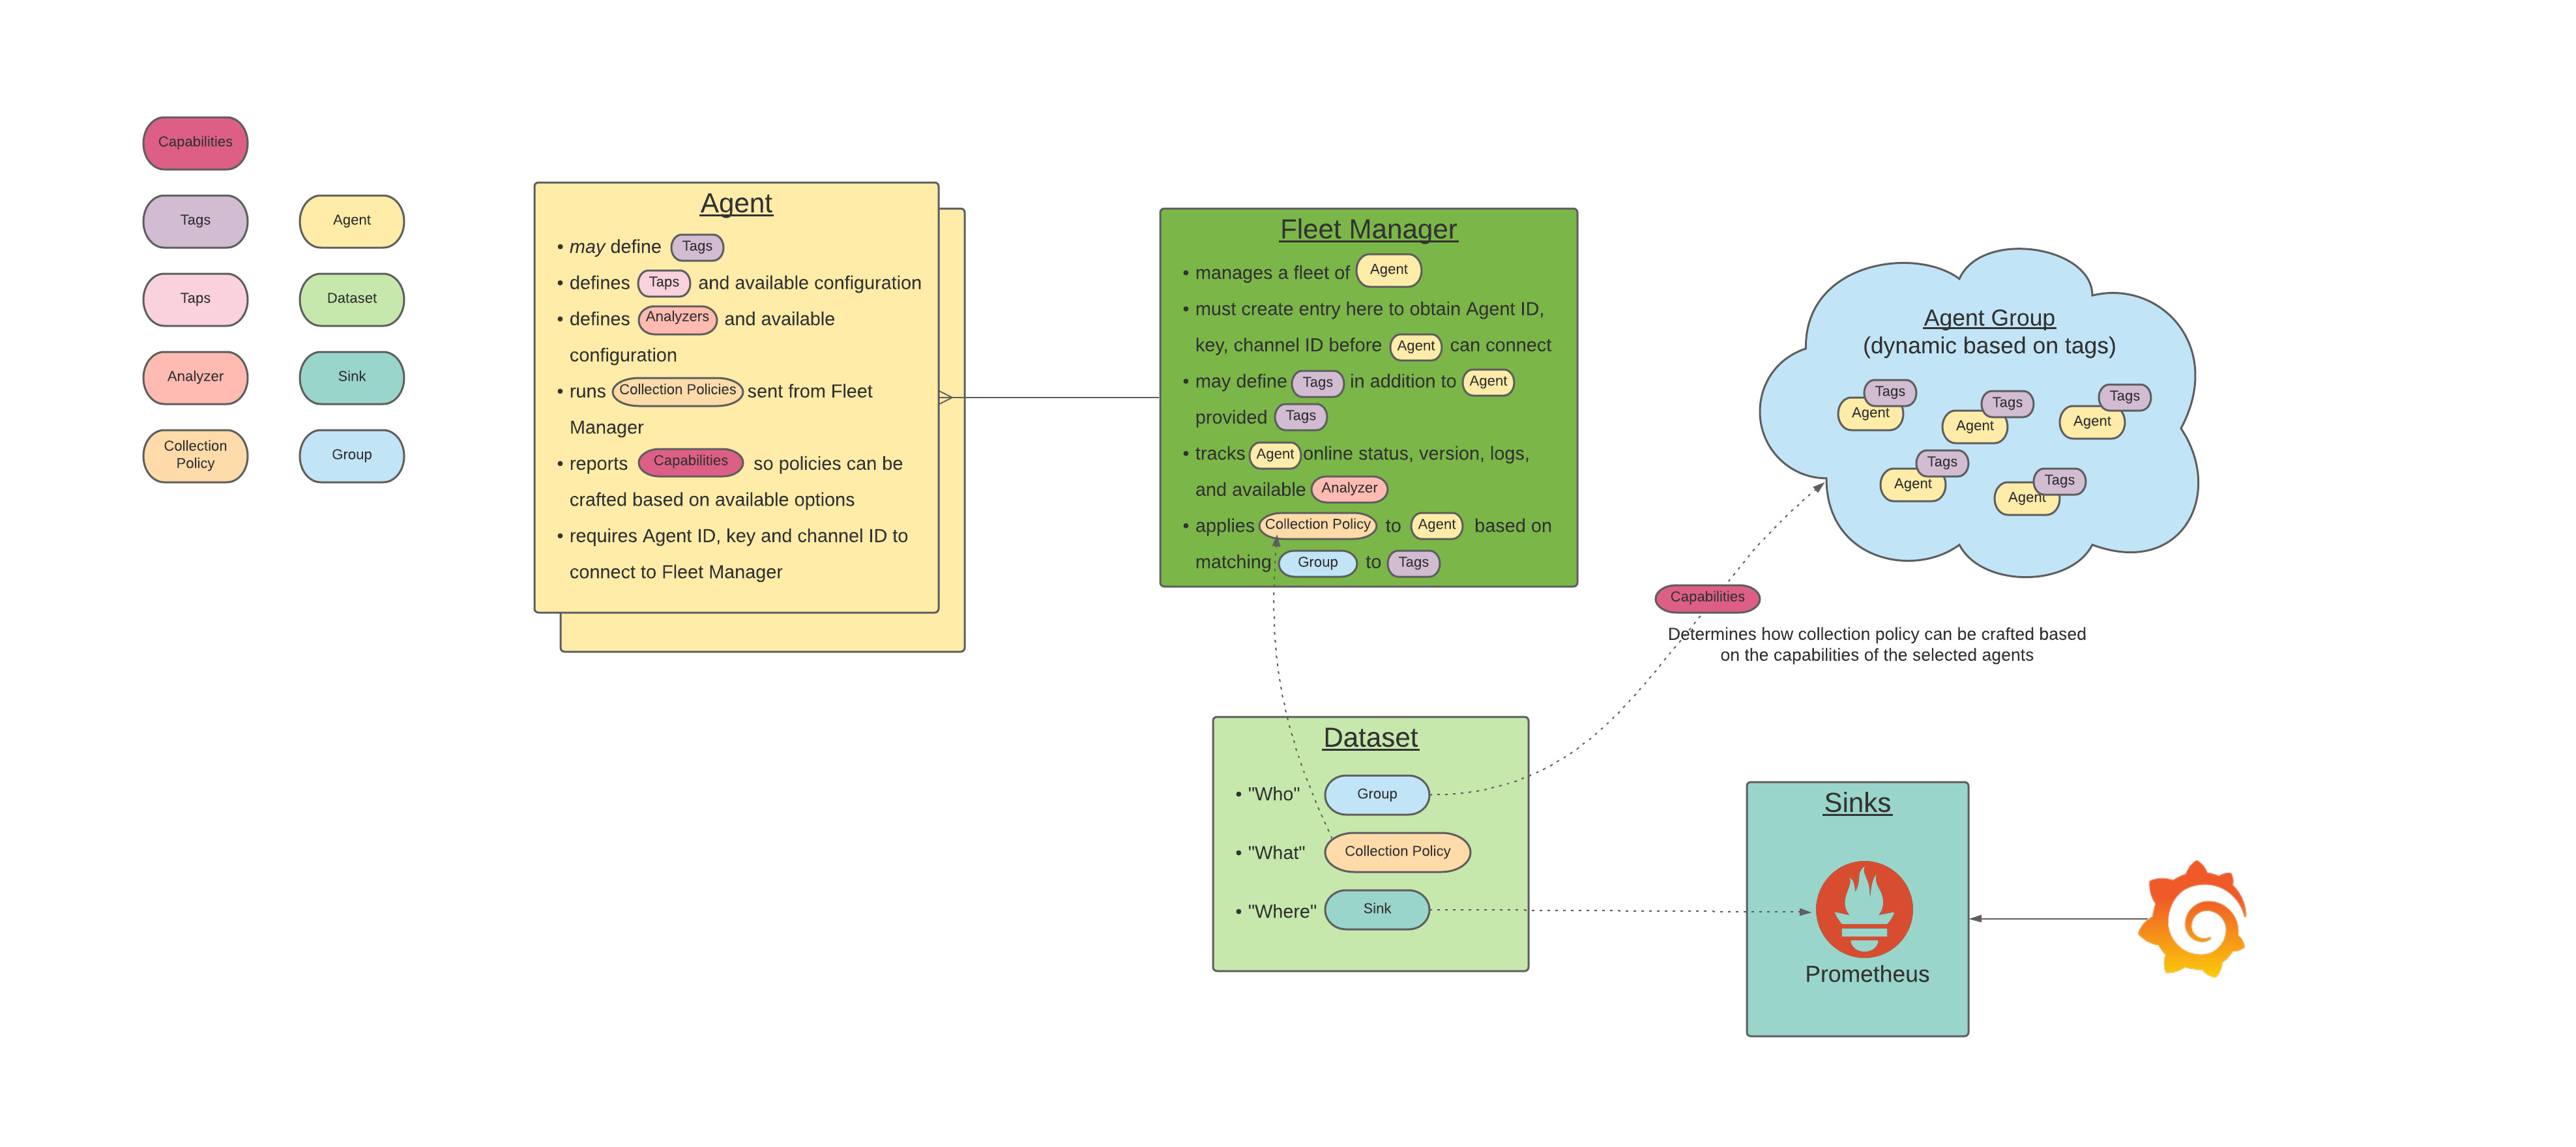 Capabilities
Tags
Agent
Taps
Dataset
Analyzer
Sink
Collection
Policy
Group
Agent
• may define Tags
• defines Taps and available configuration
• defines Analyzers and available
configuration
• runs Collection Policies sent from Fleet
Manager
• reports Capabilities so policies can be
crafted based on available options
• requires Agent ID, key and channel ID to
connect to Fleet Manager
Fleet Manager
• manages a fleet of Agent
• must create entry here to obtain Agent ID,
key, channel ID before Agent can connect
• may define Tags in addition to Agent
provided Tags
• tracks Agent online status, version, logs,
and available Analyzer
• applies Collection Policy to Agent based on
matching Group to Tags
Agent Group
(dynamic based on tags)
Tags
Agent
Tags
Agent
Tags
Agent
Tags
Agent
Tags
Agent
Capabilities
Determines how collection policy can be crafted based
on the capabilities of the selected agents
Dataset
• "Who" Group
• "What" Collection Policy
• "Where" Sink
Sinks
Prometheus